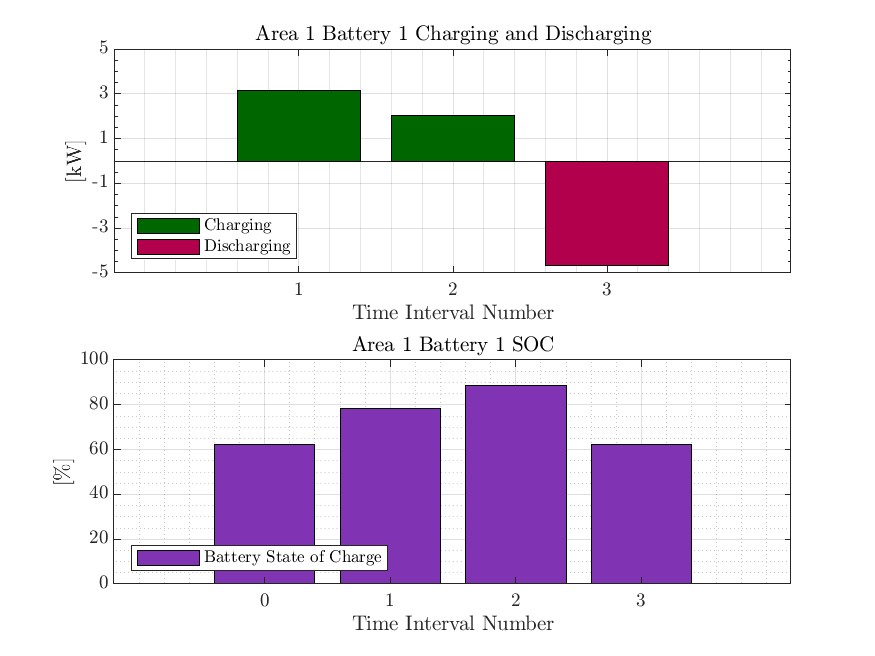 Area 1 Battery 1 Charging and Discharging
5
3
1
-1
-3
-5
[kW]
Charging
Discharging
1 2 3
Time Interval Number
Area 1 Battery 1 SOC
100
80
60
40
20
0
[%]
Battery State of Charge
0 1 2 3
Time Interval Number